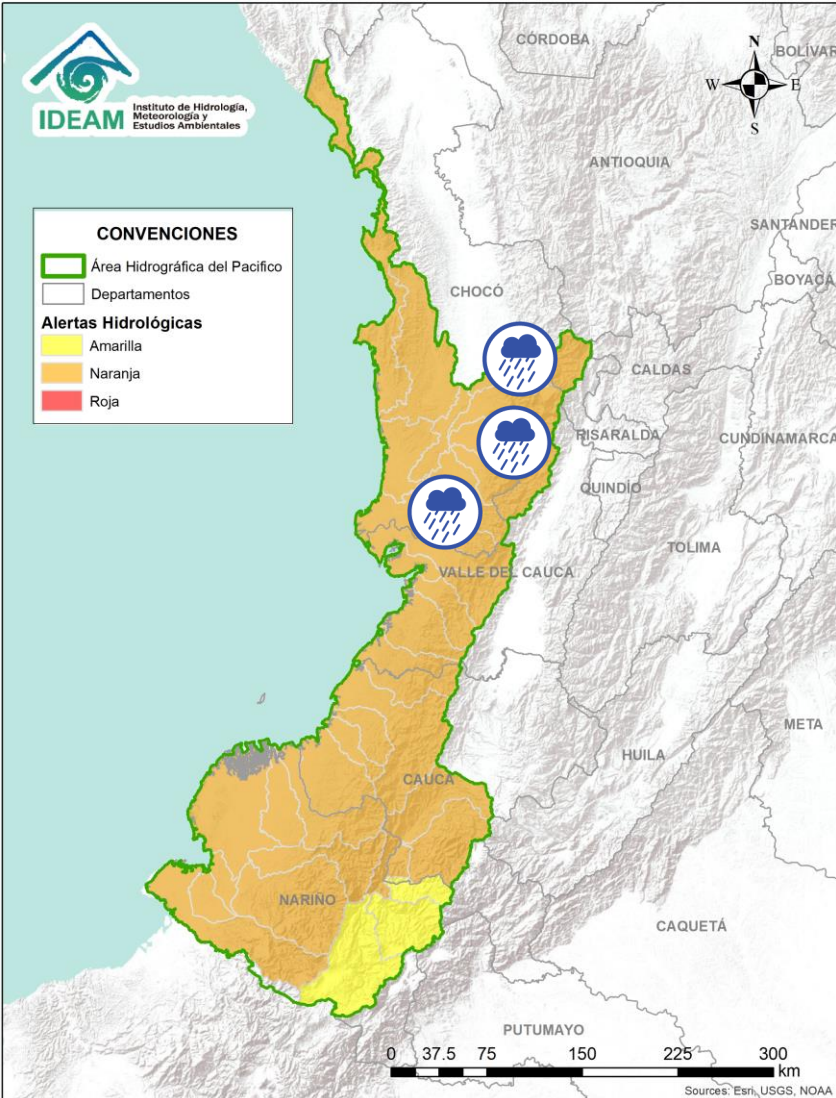 IDEAM
Instituto de Hidrología,
Meteorología y
Estudios Ambientales
CÓRDOBA
BOLÍVAR
N
W
E
S
ANTIOQUIA
SANTANDER
BOYACÁ
CONVENCIONES
Área Hidrográfica del Pacifico
Departamentos
Alertas Hidrológicas
Amarilla
Naranja
Roja
CHOCÓ
CALDAS
RISARALDA
CUNDINAMARCA
QUINDÍO
TOLIMA
VALLE DEL CAUCA
META
HUILA
CAUCA
NARIÑO
CAQUETÁ
PUTUMAYO
0 37.5 75 150 225 300
km
Sources: Esri, USGS, NOAA